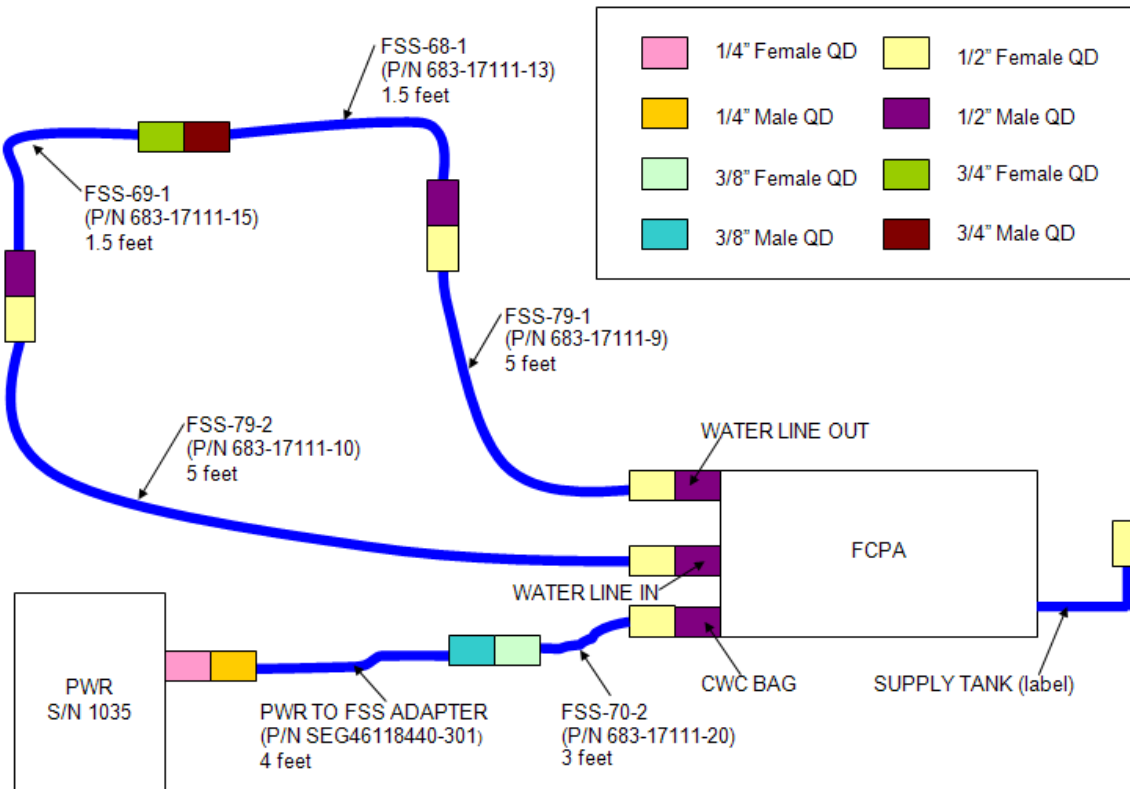 FSS-68-1
(P/N 683-17111-13)
1.5 feet
1/4” Female QD
1/2” Female QD
1/4” Male QD
1/2” Male QD
3/8” Female QD
3/4” Female QD
3/8” Male QD
3/4” Male QD
FSS-69-1
(P/N 683-17111-15)
1.5 feet
FSS-79-1
(P/N 683-17111-9)
5 feet
FSS-79-2
(P/N 683-17111-10)
5 feet
WATER LINE OUT
FCPA
WATER LINE IN
PWR
S/N 1035
CWC BAG
SUPPLY TANK (label)
PWR TO FSS ADAPTER
(P/N SEG46118440-301)
4 feet
FSS-70-2
(P/N 683-17111-20)
3 feet